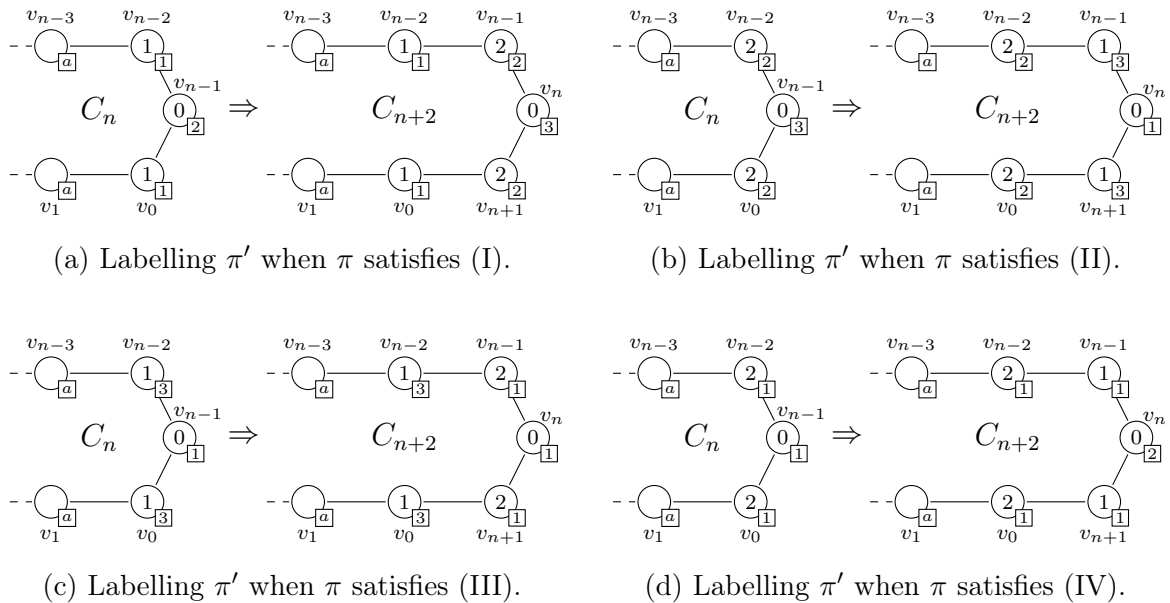 v_{n-3} v_{n-2} v_{n-3} v_{n-2} v_{n-1} v_{n-3} v_{n-2} v_{n-3} v_{n-2} v_{n-1}
a 1 1 a 1 1 2 2 a 2 2 a 2 2 1 3
C_n v_{n-1} 0 2 ⇒ C_{n+2} v_n 0 3 C_n v_{n-1} 0 3 ⇒ C_{n+2} v_n 0 1
a 1 1 a 1 1 2 2 a 2 2 a 2 2 1 3
v_1 v_0 v_1 v_0 v_{n+1} v_1 v_0 v_1 v_0 v_{n+1}
(a) Labelling π′ when π satisfies (I). (b) Labelling π′ when π satisfies (II).
v_{n-3} v_{n-2} v_{n-3} v_{n-2} v_{n-1} v_{n-3} v_{n-2} v_{n-3} v_{n-2} v_{n-1}
a 1 3 a 1 3 2 1 a 2 1 a 2 1 1 1
C_n v_{n-1} 0 1 ⇒ C_{n+2} v_n 0 1 C_n v_{n-1} 0 1 ⇒ C_{n+2} v_n 0 2
a 1 3 a 1 3 2 1 a 2 1 a 2 1 1 1
v_1 v_0 v_1 v_0 v_{n+1} v_1 v_0 v_1 v_0 v_{n+1}
(c) Labelling π′ when π satisfies (III). (d) Labelling π′ when π satisfies (IV).